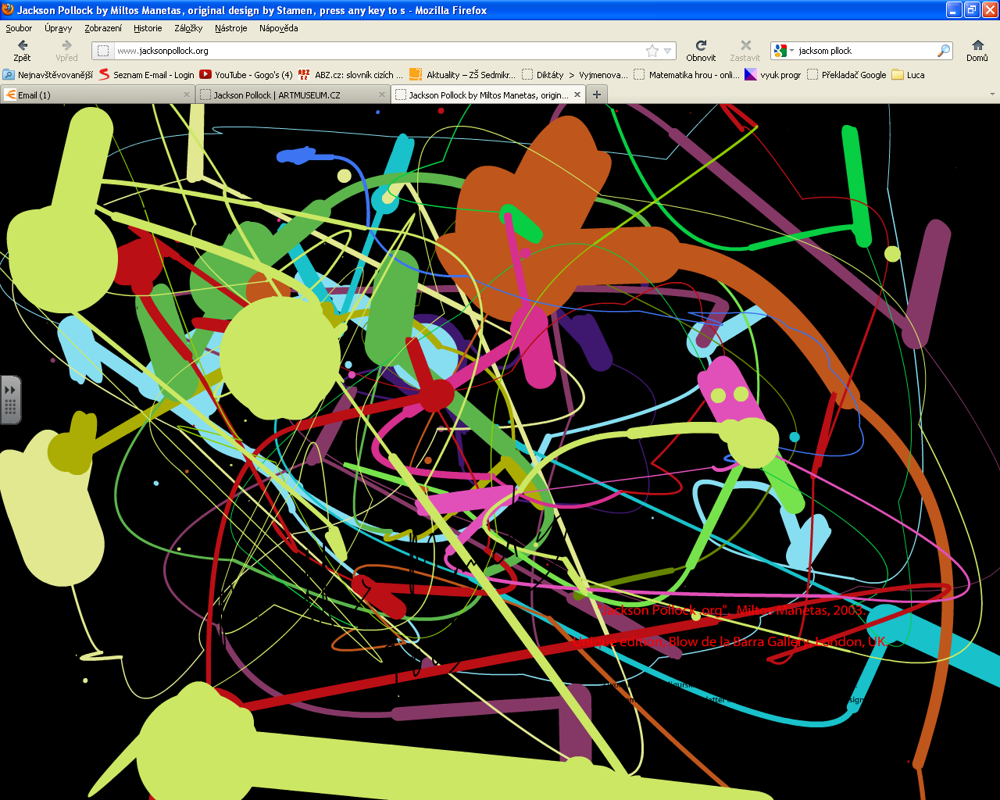 Jackson Pollock by Miltos Manetas, original design by Stamen, press any key to s - Mozilla Firefox
Soubor Úpravy Zobrazení Historie Záložky Nástroje Nápověda
Zpět Vpřed www.jacksonpollock.org Obnovit Zastavit jacksom pllock Domů
Nejnavštěvovanější Seznam E-mail - Login YouTube - Gogo's (4) ABZ.cz: slovník cizích ... Aktuality – ZŠ Sedmikr... Diktáty > Vyjmenova... Matematika hrou - onli... vyuk progr Překladač Google Luca
Email (1) Jackson Pollock | ARTMUSEUM.CZ Jackson Pollock by Miltos Manetas, origin...
"Jackson Pollock. org", Miltos Manetas, 2003.
Unique edition, Blow de la Barra Gallery, London, UK.